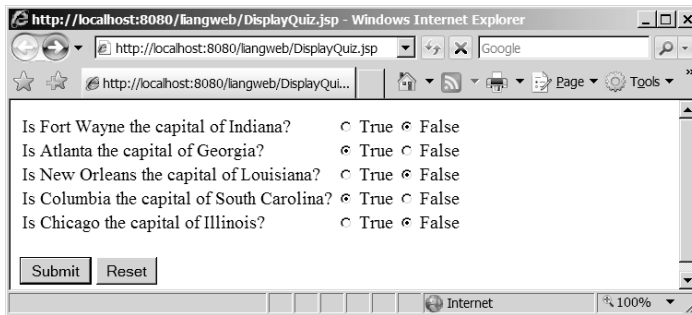 http://localhost:8080/liangweb/DisplayQuiz.jsp - Windows Internet Explorer
http://localhost:8080/liangweb/DisplayQuiz.jsp Google
http://localhost:8080/liangweb/DisplayQui... Page Tools »
Is Fort Wayne the capital of Indiana? True False
Is Atlanta the capital of Georgia? True False
Is New Orleans the capital of Louisiana? True False
Is Columbia the capital of South Carolina? True False
Is Chicago the capital of Illinois? True False
Submit Reset
Internet 100%